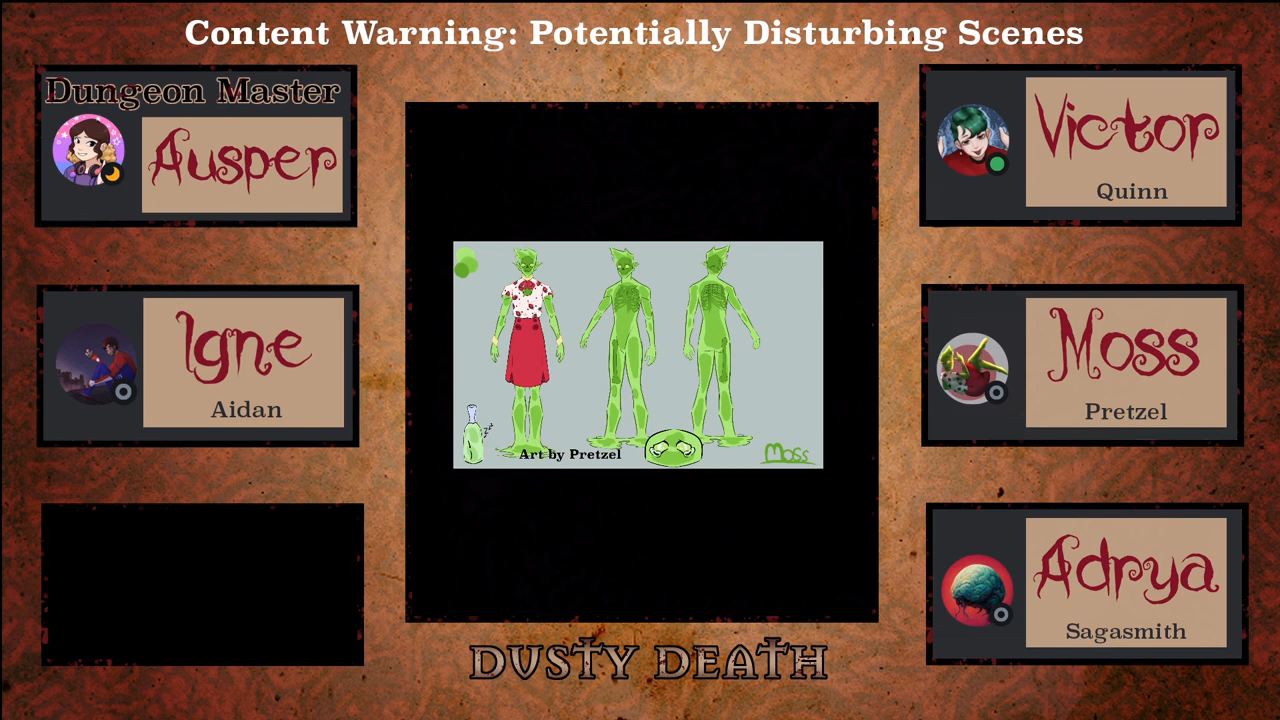 Content Warning: Potentially Disturbing Scenes
Dungeon Master
Ausper
Victor
Quinn
Igne
Aidan
Moss
Pretzel
zzz
Art by Pretzel
Moss
Adrya
Sagasmith
DUSTY DEATH